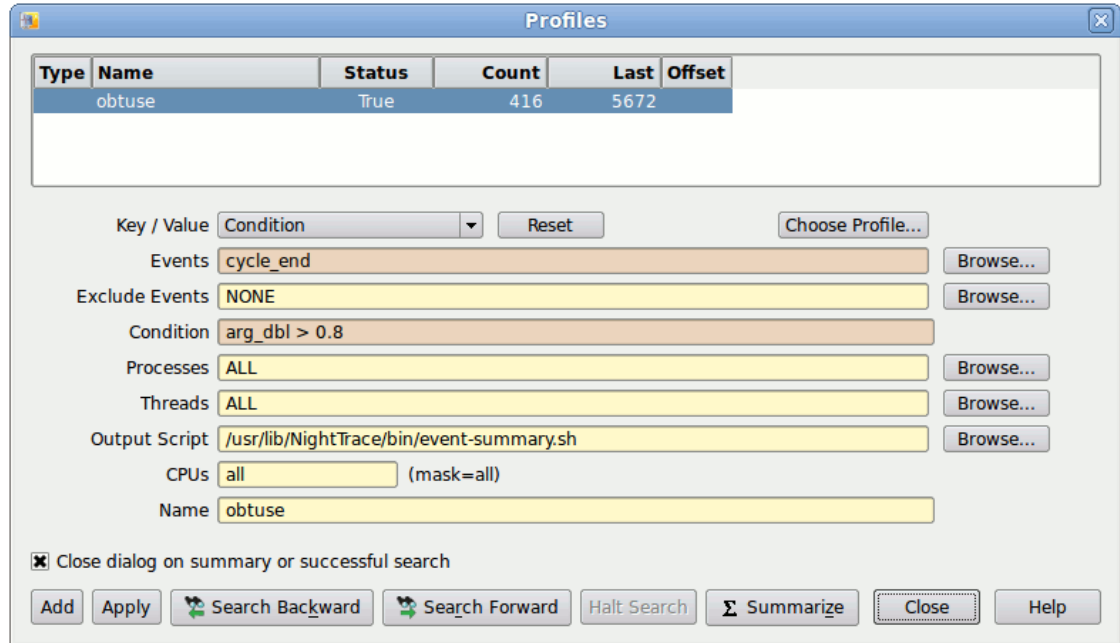 Profiles
Type Name Status Count Last Offset
obtuse True 416 5672
Key / Value Condition Reset Choose Profile...
Events cycle_end Browse...
Exclude Events NONE Browse...
Condition arg_dbl > 0.8
Processes ALL Browse...
Threads ALL Browse...
Output Script /usr/lib/NightTrace/bin/event-summary.sh Browse...
CPUs all (mask=all)
Name obtuse
Close dialog on summary or successful search
Add Apply Search Backward Search Forward Halt Search Σ Summarize Close Help